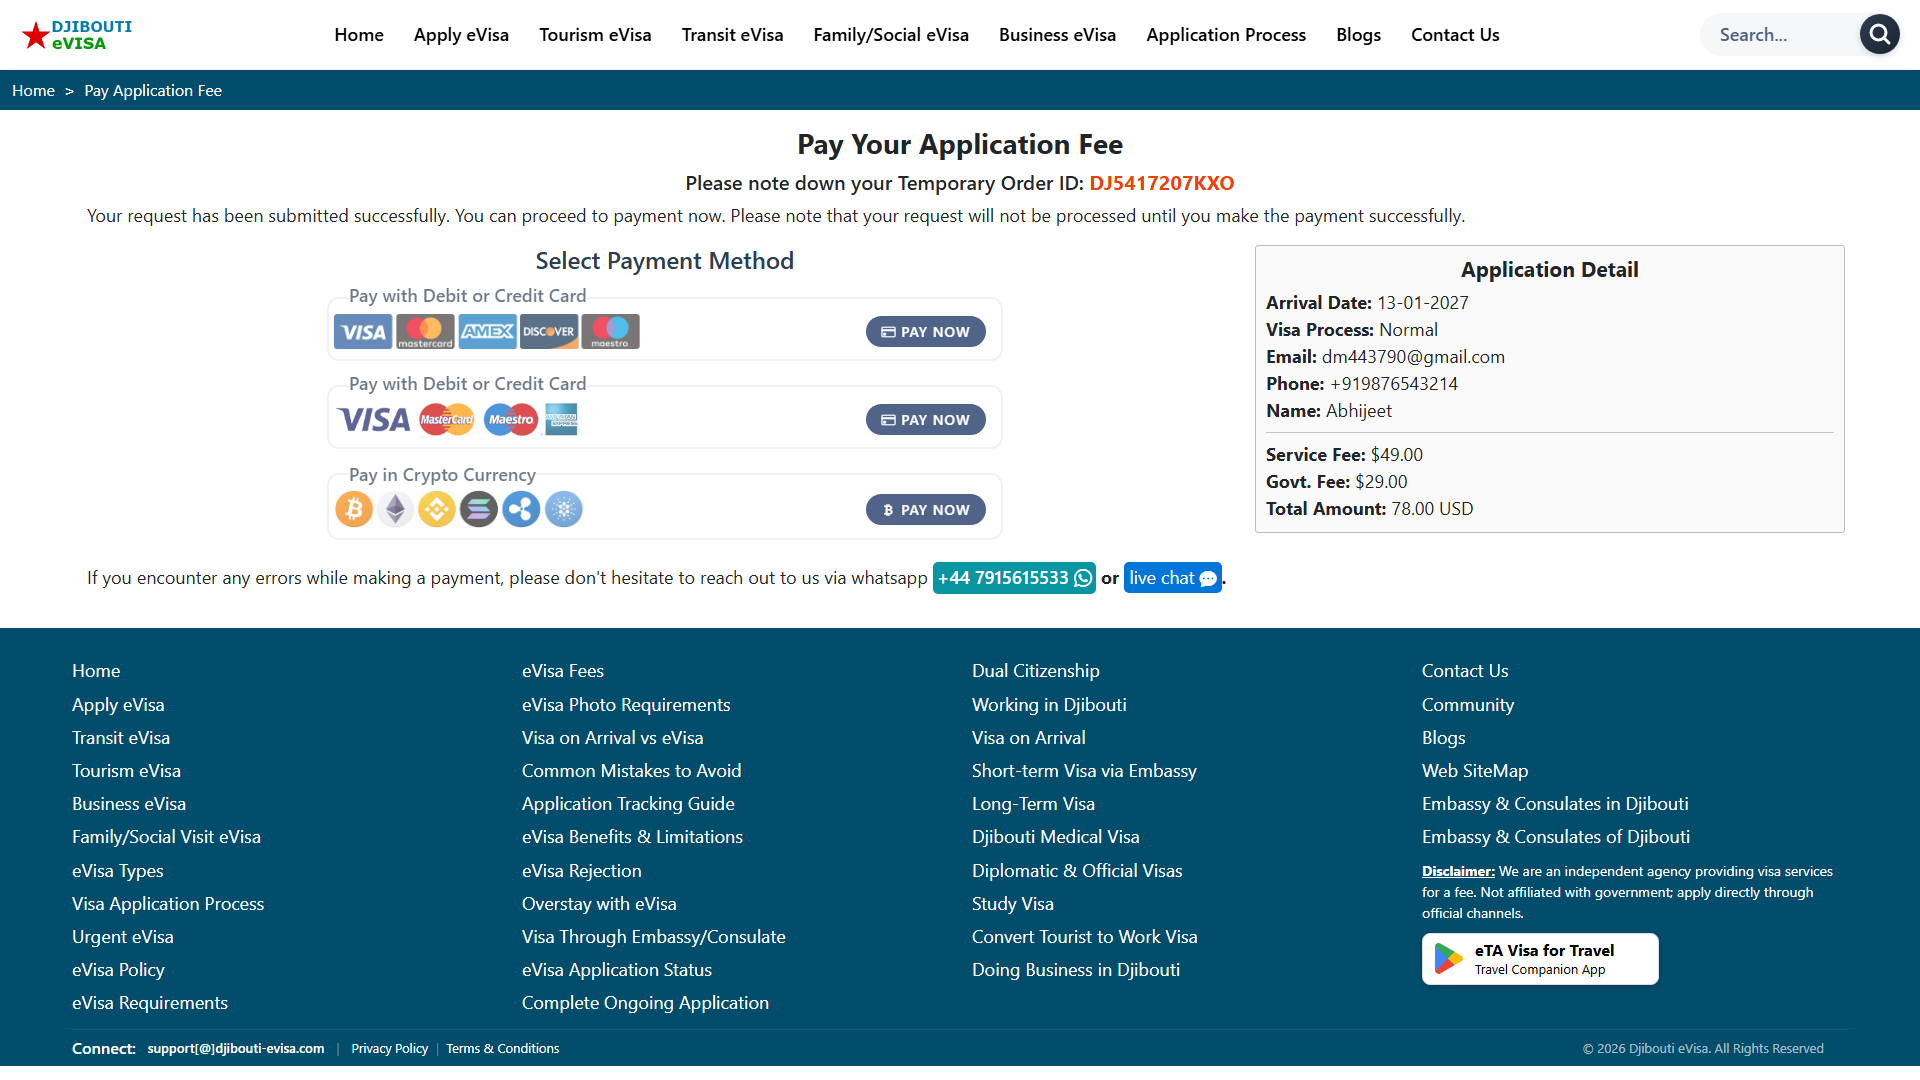 DJIBOUTI
eVISA
Home
Apply eVisa
Tourism eVisa
Transit eVisa
Family/Social eVisa
Business eVisa
Application Process
Blogs
Contact Us
Search...
Home > Pay Application Fee
Pay Your Application Fee
Please note down your Temporary Order ID: DJ5417207KXO
Your request has been submitted successfully. You can proceed to payment now. Please note that your request will not be processed until you make the payment successfully.
Select Payment Method
Pay with Debit or Credit Card
VISA
mastercard
AMEX
DISCOVER
maestro
PAY NOW
Pay with Debit or Credit Card
VISA
MasterCard
Maestro
AMERICAN EXPRESS
PAY NOW
Pay in Crypto Currency
PAY NOW
Application Detail
Arrival Date: 13-01-2027
Visa Process: Normal
Email: dm443790@gmail.com
Phone: +919876543214
Name: Abhijeet
Service Fee: $49.00
Govt. Fee: $29.00
Total Amount: 78.00 USD
If you encounter any errors while making a payment, please don't hesitate to reach out to us via whatsapp +44 7915615533 or live chat.
Home
Apply eVisa
Transit eVisa
Tourism eVisa
Business eVisa
Family/Social Visit eVisa
eVisa Types
Visa Application Process
Urgent eVisa
eVisa Policy
eVisa Requirements
eVisa Fees
eVisa Photo Requirements
Visa on Arrival vs eVisa
Common Mistakes to Avoid
Application Tracking Guide
eVisa Benefits & Limitations
eVisa Rejection
Overstay with eVisa
Visa Through Embassy/Consulate
eVisa Application Status
Complete Ongoing Application
Dual Citizenship
Working in Djibouti
Visa on Arrival
Short-term Visa via Embassy
Long-Term Visa
Djibouti Medical Visa
Diplomatic & Official Visas
Study Visa
Convert Tourist to Work Visa
Doing Business in Djibouti
Contact Us
Community
Blogs
Web SiteMap
Embassy & Consulates in Djibouti
Embassy & Consulates of Djibouti
Disclaimer: We are an independent agency providing visa services
for a fee. Not affiliated with government; apply directly through
official channels.
eTA Visa for Travel
Travel Companion App
Connect: support[@]djibouti-evisa.com | Privacy Policy | Terms & Conditions
© 2026 Djibouti eVisa. All Rights Reserved